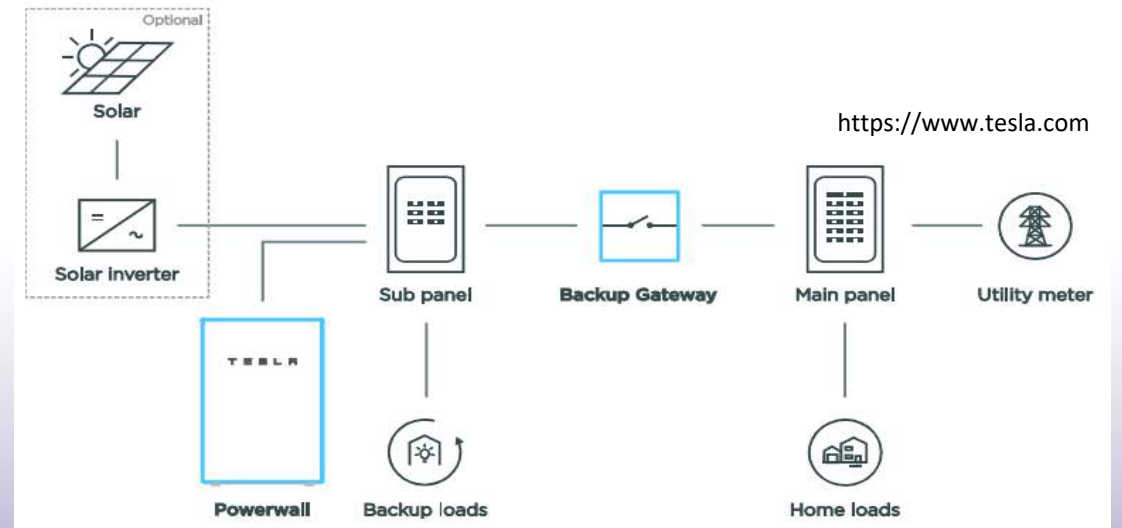 Optional
Solar
https://www.tesla.com
Solar inverter
Sub panel
Backup Gateway
Main panel
Utility meter
TESLA
Powerwall
Backup loads
Home loads